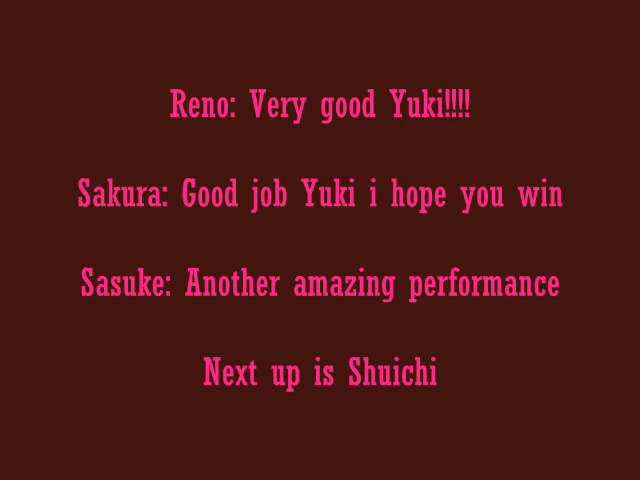 Reno: Very good Yuki!!!!
Sakura: Good job Yuki i hope you win
Sasuke: Another amazing performance
Next up is Shuichi